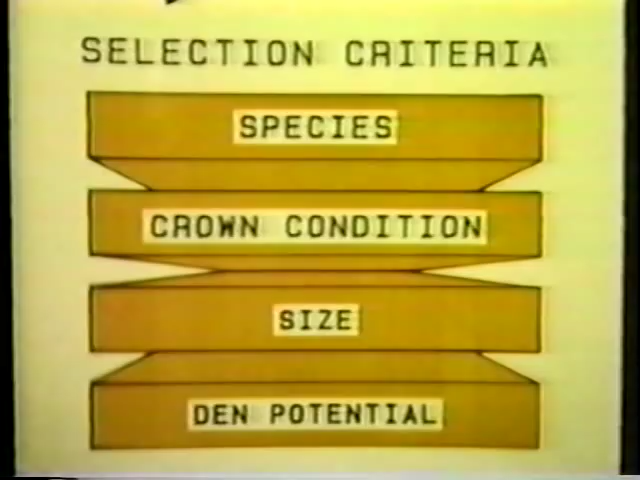 SELECTION CRITERIA
SPECIES
CROWN CONDITION
SIZE
DEN POTENTIAL